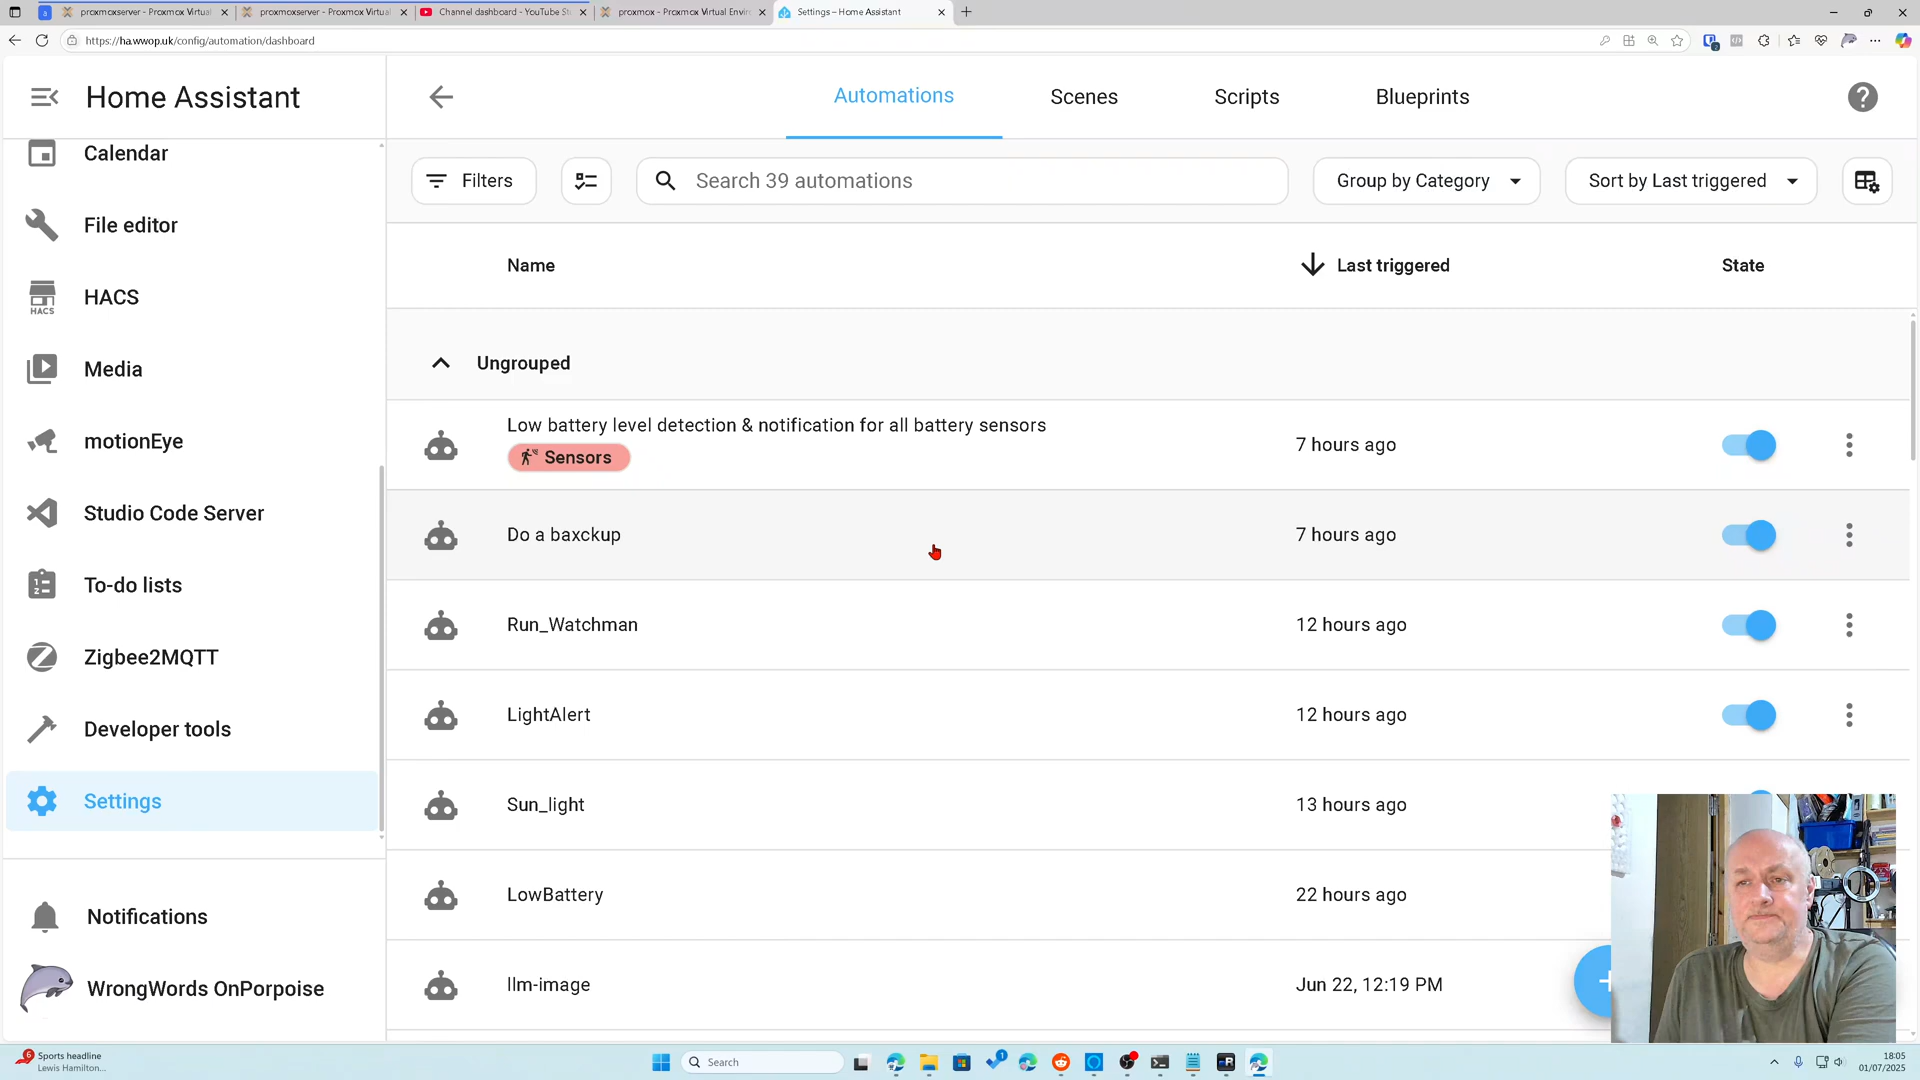 proxmoxserver - Proxmox Virtual
proxmoxserver - Proxmox Virtual
Channel dashboard - YouTube St
proxmox - Proxmox Virtual Enviro
Settings – Home Assistant
https://ha.wwop.uk/config/automation/dashboard
Home Assistant
Automations
Scenes
Scripts
Blueprints
Calendar
File editor
HACS
HACS
Media
motionEye
Studio Code Server
To-do lists
Zigbee2MQTT
Developer tools
Settings
Notifications
WrongWords OnPorpoise
Filters
Search 39 automations
Group by Category
Sort by Last triggered
Name
Last triggered
State
Ungrouped
Low battery level detection & notification for all battery sensors
Sensors
7 hours ago
Do a baxckup
7 hours ago
Run_Watchman
12 hours ago
LightAlert
12 hours ago
Sun_light
13 hours ago
LowBattery
22 hours ago
llm-image
Jun 22, 12:19 PM
6
Sports headline
Lewis Hamilton...
Search
1
18:05
01/07/2025